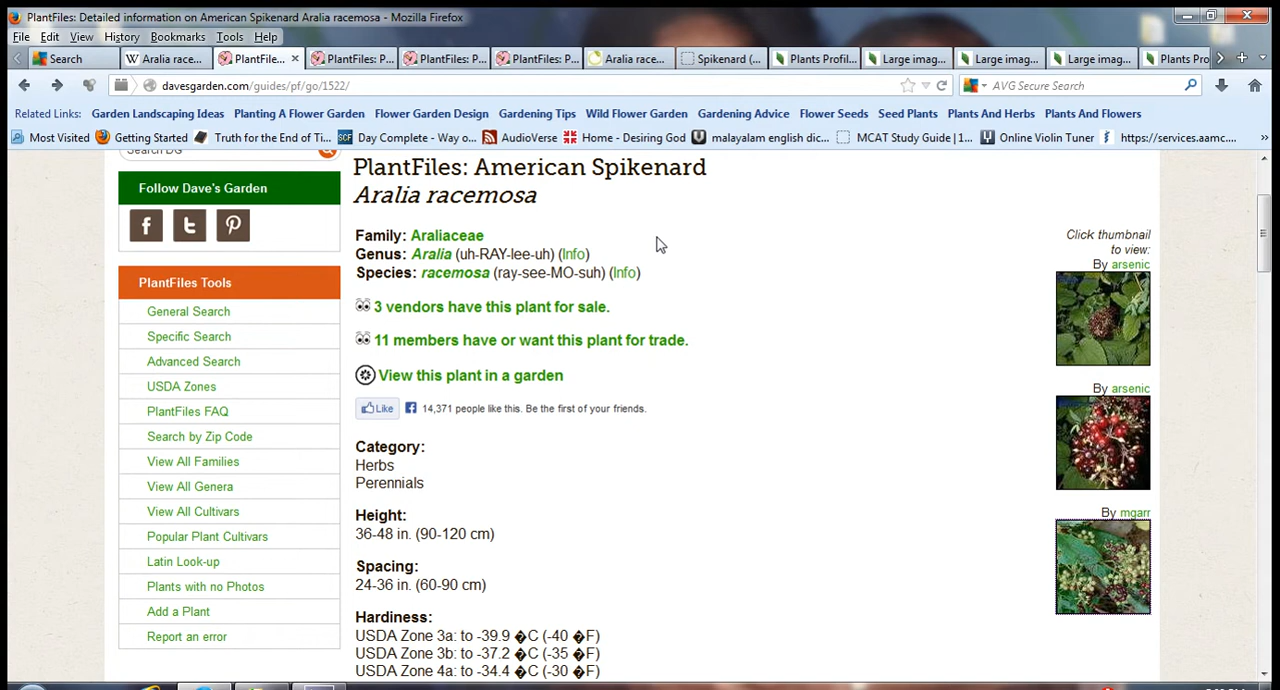 PlantFiles: Detailed information on American Spikenard Aralia racemosa - Mozilla Firefox
File Edit View History Bookmarks Tools Help
Search W Aralia race... PlantFile... × PlantFiles: P... PlantFiles: P... PlantFiles: P... Aralia race... Spikenard (... Plants Profil... Large imag... Large imag... Large imag... Plants Pro
davesgarden.com/guides/pf/go/1522/ AVG Secure Search
Related Links: Garden Landscaping Ideas Planting A Flower Garden Flower Garden Design Gardening Tips Wild Flower Garden Gardening Advice Flower Seeds Seed Plants Plants And Herbs Plants And Flowers
Most Visited Getting Started Truth for the End of Ti... SCF Day Complete - Way o... AudioVerse Home - Desiring God malayalam english dic... MCAT Study Guide | 1... Online Violin Tuner https://services.aamc.... »
Search DG
Follow Dave's Garden
PlantFiles Tools
General Search
Specific Search
Advanced Search
USDA Zones
PlantFiles FAQ
Search by Zip Code
View All Families
View All Genera
View All Cultivars
Popular Plant Cultivars
Latin Look-up
Plants with no Photos
Add a Plant
Report an error
PlantFiles: American Spikenard
Aralia racemosa
Family: Araliaceae
Genus: Aralia (uh-RAY-lee-uh) (Info)
Species: racemosa (ray-see-MO-suh) (Info)
3 vendors have this plant for sale.
11 members have or want this plant for trade.
View this plant in a garden
Like 14,371 people like this. Be the first of your friends.
Category:
Herbs
Perennials
Height:
36-48 in. (90-120 cm)
Spacing:
24-36 in. (60-90 cm)
Hardiness:
USDA Zone 3a: to -39.9 �C (-40 �F)
USDA Zone 3b: to -37.2 �C (-35 �F)
USDA Zone 4a: to -34.4 �C (-30 �F)
Click thumbnail
to view:
By arsenic
By arsenic
By mgarr